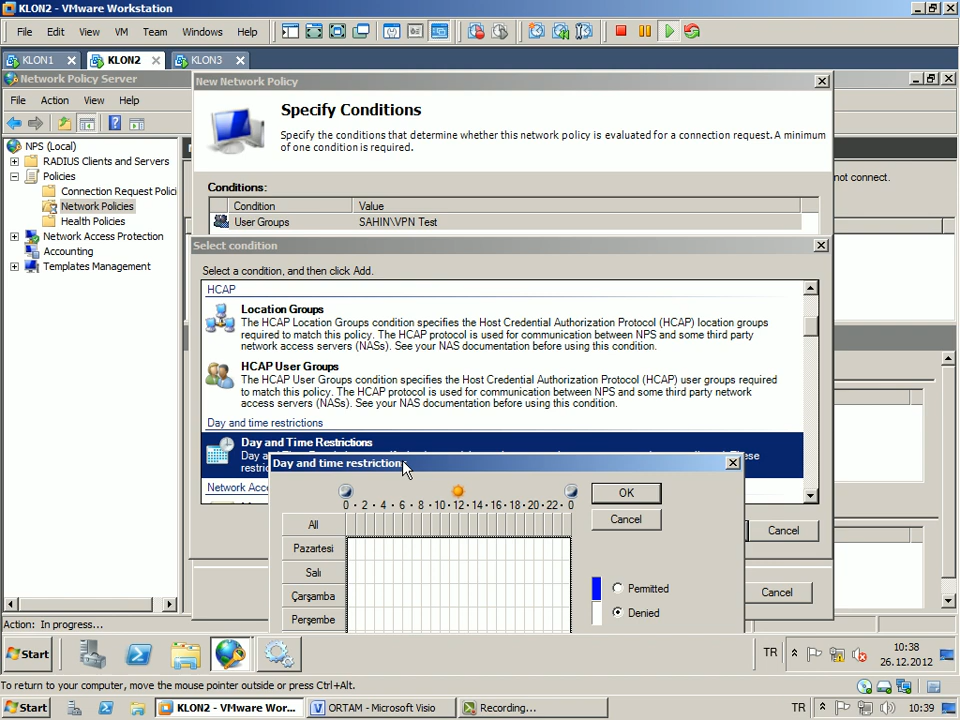 KLON2 - VMware Workstation
File Edit View VM Team Windows Help
KLON1 KLON2 KLON3
Network Policy Server
File Action View Help
NPS (Local)
RADIUS Clients and Servers
Policies
Connection Request Polici
Network Policies
Health Policies
Network Access Protection
Accounting
Templates Management
not connect.
New Network Policy
Specify Conditions
Specify the conditions that determine whether this network policy is evaluated for a connection request. A minimum
of one condition is required.
Conditions:
Condition Value
User Groups SAHIN\VPN Test
Select condition
Select a condition, and then click Add.
HCAP
Location Groups
The HCAP Location Groups condition specifies the Host Credential Authorization Protocol (HCAP) location groups
required to match this policy. The HCAP protocol is used for communication between NPS and some third party
network access servers (NASs). See your NAS documentation before using this condition.
HCAP User Groups
The HCAP User Groups condition specifies the Host Credential Authorization Protocol (HCAP) user groups required
to match this policy. The HCAP protocol is used for communication between NPS and some third party network
access servers (NASs). See your NAS documentation before using this condition.
Day and time restrictions
Day and Time Restrictions
Day a
restric
Network Acce
Cancel
Cancel
Day and time restriction
0 · 2 · 4 · 6 · 8 · 10 · 12 · 14 · 16 · 18 · 20 · 22 · 0
OK
Cancel
All
Pazartesi
Salı
Çarşamba
Perşembe
Permitted
Denied
Action: In progress...
Start TR 10:38
26.12.2012
To return to your computer, move the mouse pointer outside or press Ctrl+Alt.
Start KLON2 - VMware Wor... ORTAM - Microsoft Visio Recording... TR 10:39